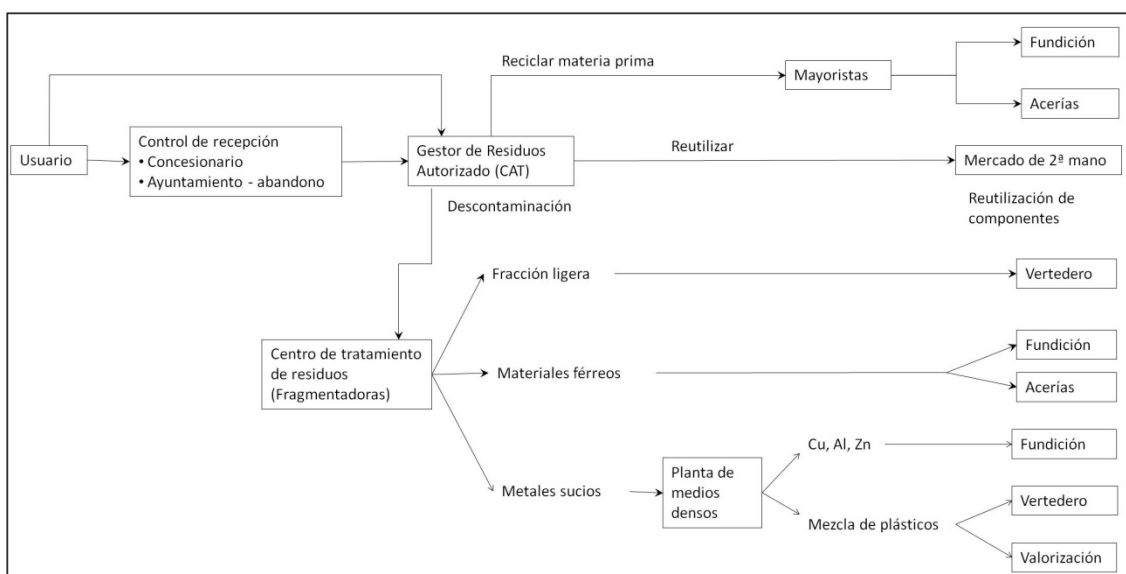 Fundición
Reciclar materia prima
Mayoristas
Acerías
Usuario
Control de recepción
• Concesionario
• Ayuntamiento - abandono
Gestor de Residuos
Autorizado (CAT)
Reutilizar
Mercado de 2ª mano
Descontaminación
Reutilización de
componentes
Fracción ligera
Vertedero
Centro de tratamiento
de residuos
(Fragmentadoras)
Materiales férreos
Fundición
Acerías
Metales sucios
Planta de
medios
densos
Cu, Al, Zn
Fundición
Mezcla de plásticos
Vertedero
Valorización